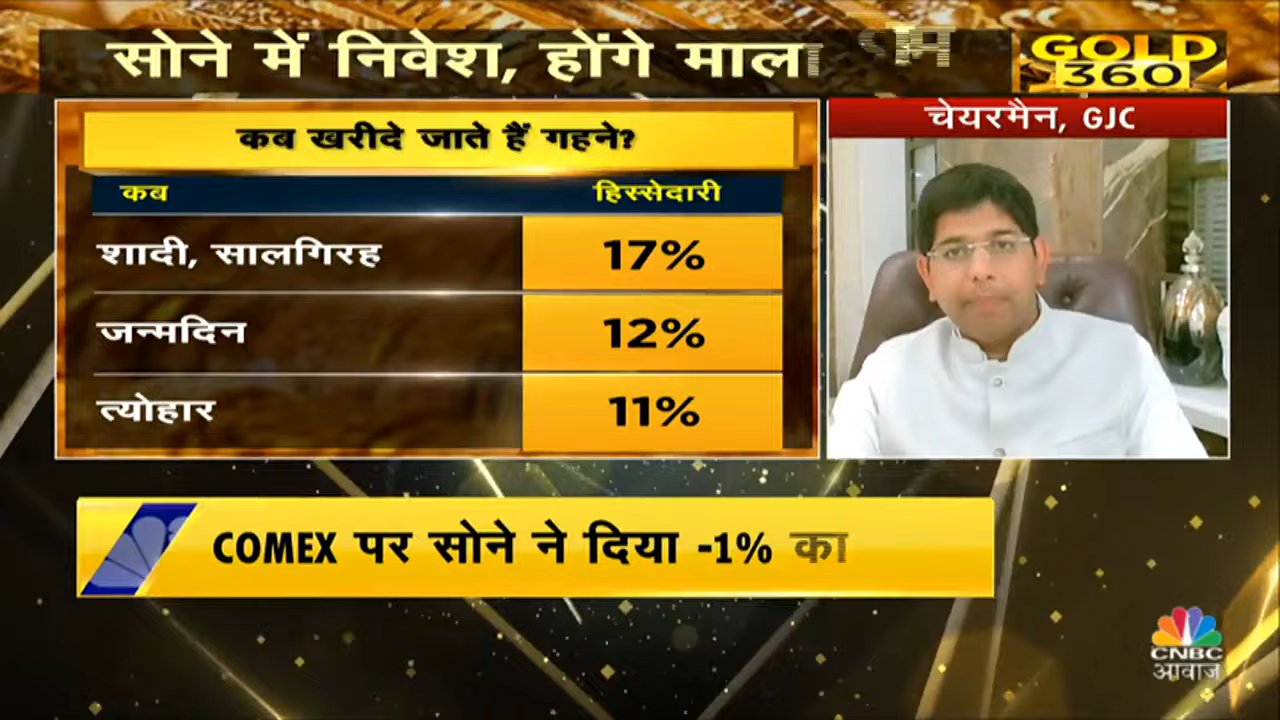 सोने में निवेश, होंगे
GOLD
360
चेयरमैन, GJC
कब खरीदे जाते हैं गहने?
कब हिस्सेदारी
शादी, सालगिरह 17%
जन्मदिन 12%
त्योहार 11%
COMEX पर सोने ने दिया -1% का
CNBC
आवाज़